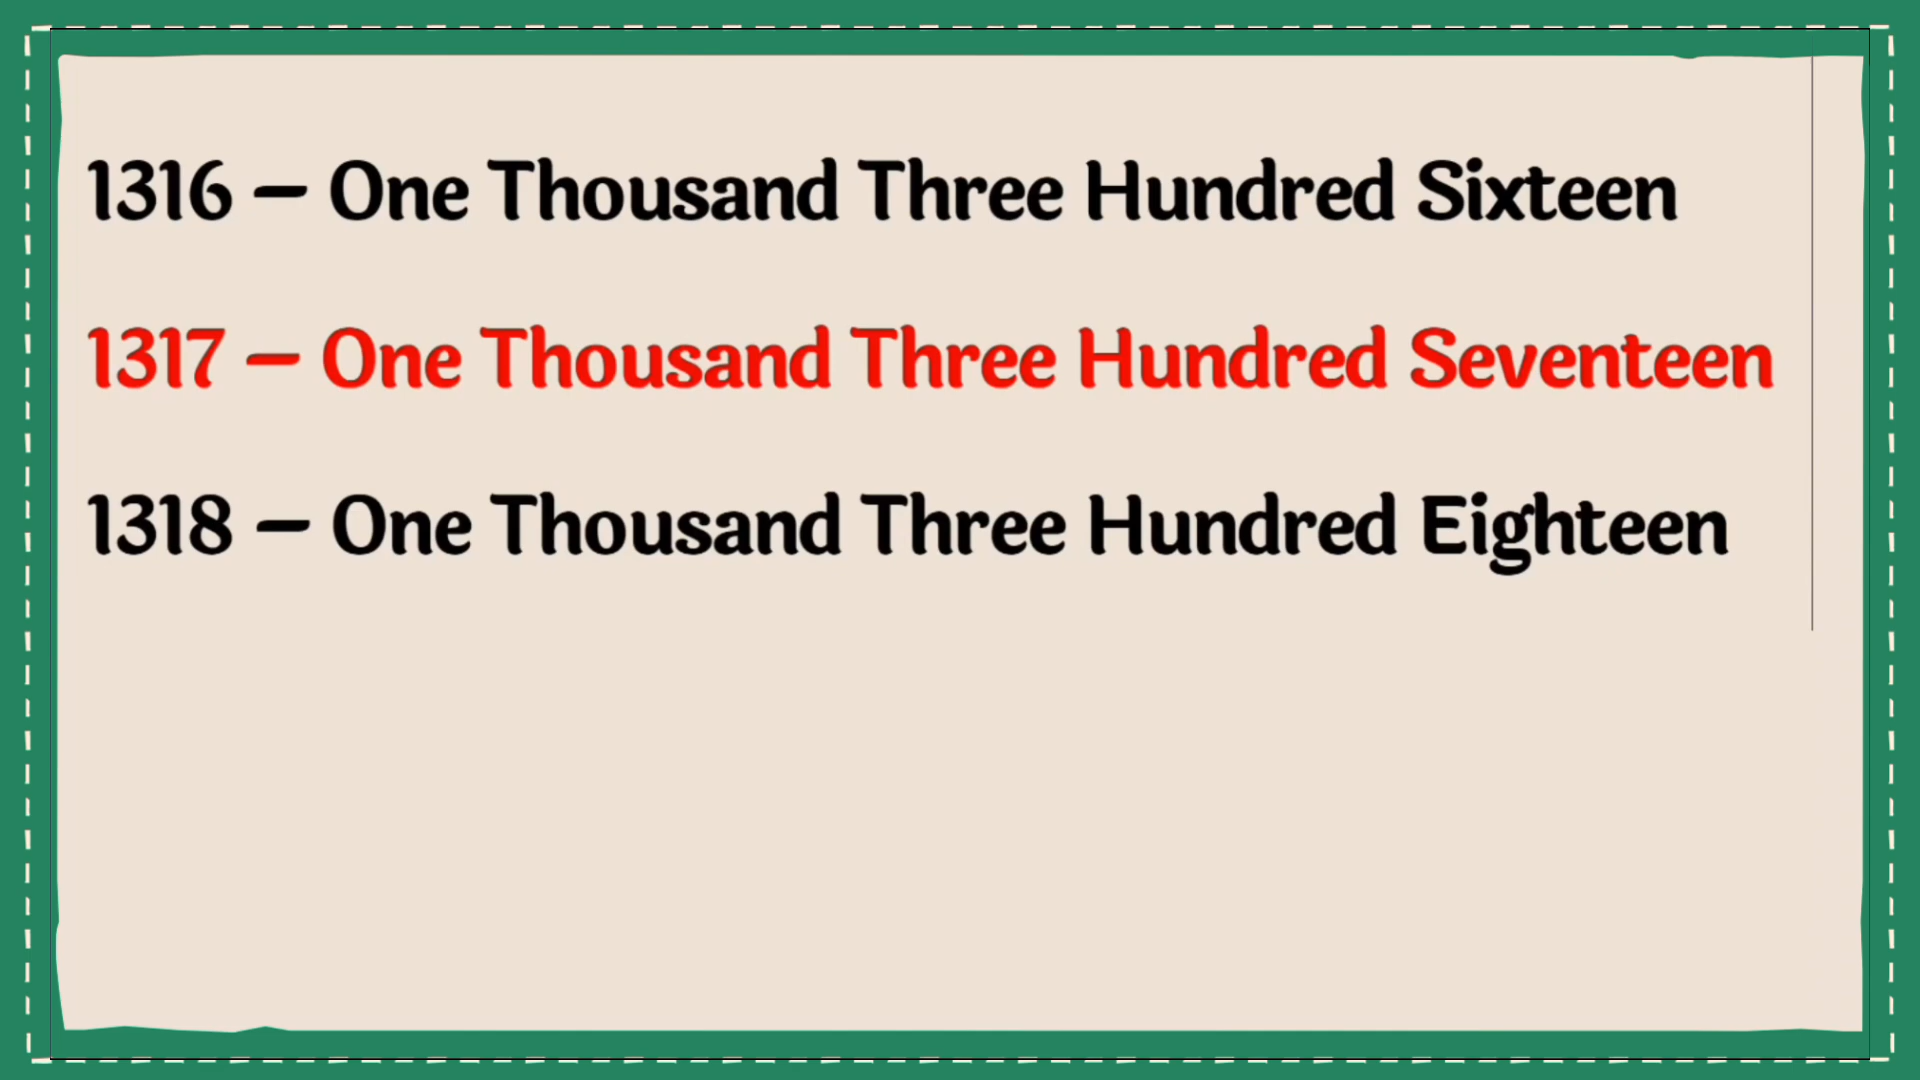 1316 – One Thousand Three Hundred Sixteen
1317 – One Thousand Three Hundred Seventeen
1318 – One Thousand Three Hundred Eighteen